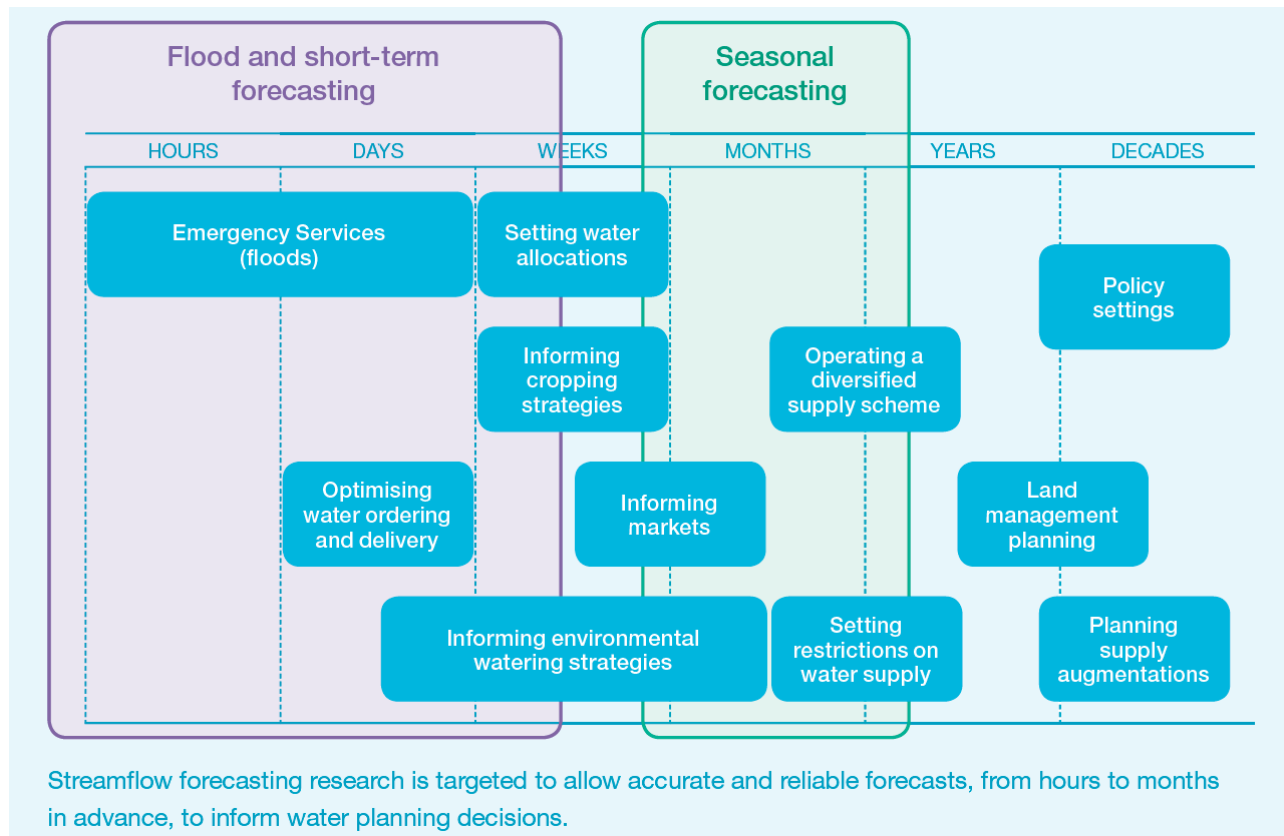 Flood and short-term
forecasting
Seasonal
forecasting
HOURS
DAYS
WEEKS
MONTHS
YEARS
DECADES
Emergency Services
(floods)
Setting water
allocations
Policy
settings
Informing
cropping
strategies
Operating a
diversified
supply scheme
Optimising
water ordering
and delivery
Informing
markets
Land
management
planning
Informing environmental
watering strategies
Setting
restrictions on
water supply
Planning
supply
augmentations
Streamflow forecasting research is targeted to allow accurate and reliable forecasts, from hours to months
in advance, to inform water planning decisions.